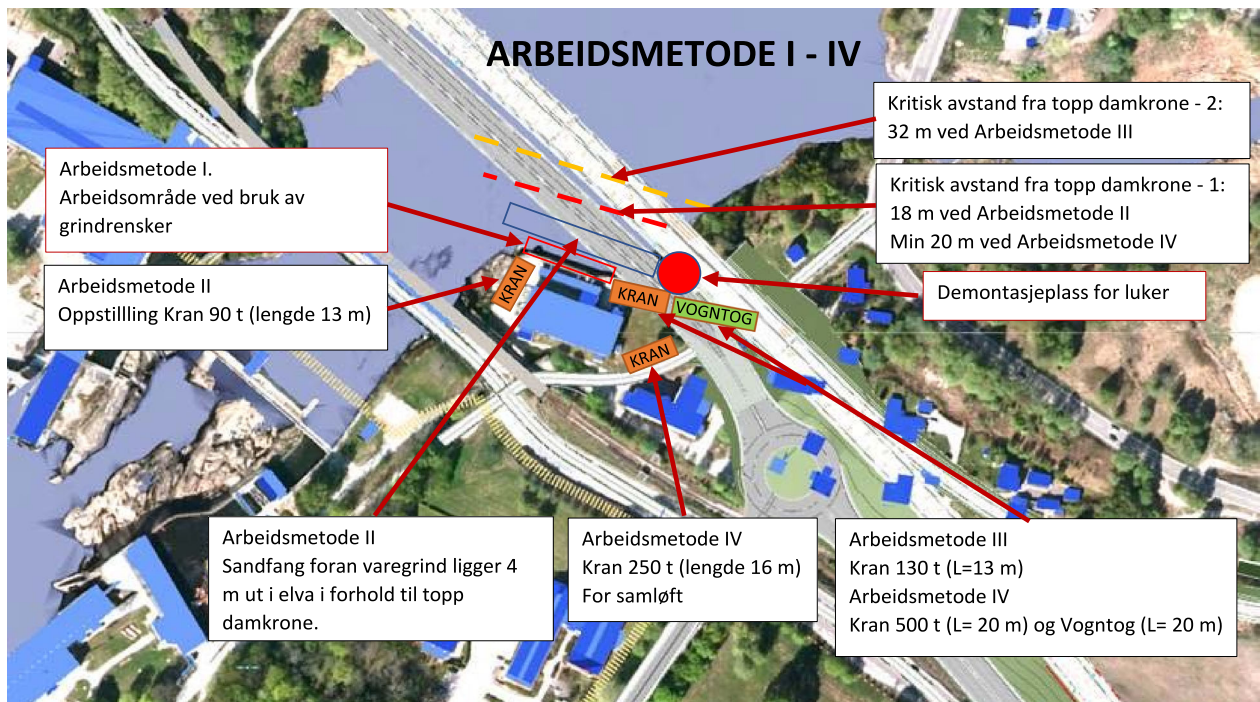 ARBEIDSMETODE I - IV
Kritisk avstand fra topp damkrone - 2:
32 m ved Arbeidsmetode III
Arbeidsmetode I.
Arbeidsområde ved bruk av
grindrensker
Kritisk avstand fra topp damkrone - 1:
18 m ved Arbeidsmetode II
Min 20 m ved Arbeidsmetode IV
Arbeidsmetode II
Oppstillling Kran 90 t (lengde 13 m)
Demontasjeplass for luker
KRAN
KRAN
VOGNTOG
KRAN
Arbeidsmetode II
Sandfang foran varegrind ligger 4
m ut i elva i forhold til topp
damkrone.
Arbeidsmetode IV
Kran 250 t (lengde 16 m)
For samløft
Arbeidsmetode III
Kran 130 t (L=13 m)
Arbeidsmetode IV
Kran 500 t (L= 20 m) og Vogntog (L= 20 m)